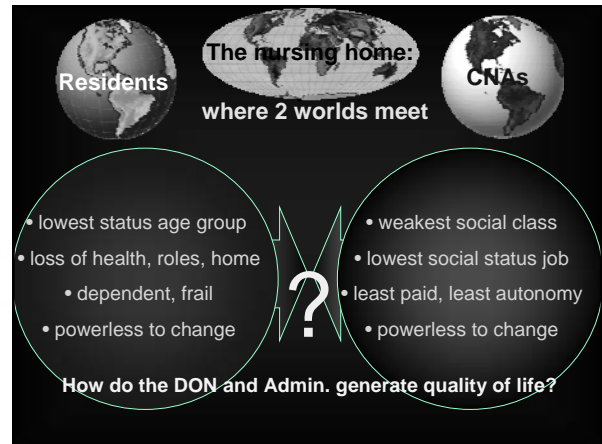 The nursing home:
Residents
CNAs
where 2 worlds meet
• lowest status age group
• loss of health, roles, home
• dependent, frail
• powerless to change
?
• weakest social class
• lowest social status job
• least paid, least autonomy
• powerless to change
How do the DON and Admin. generate quality of life?